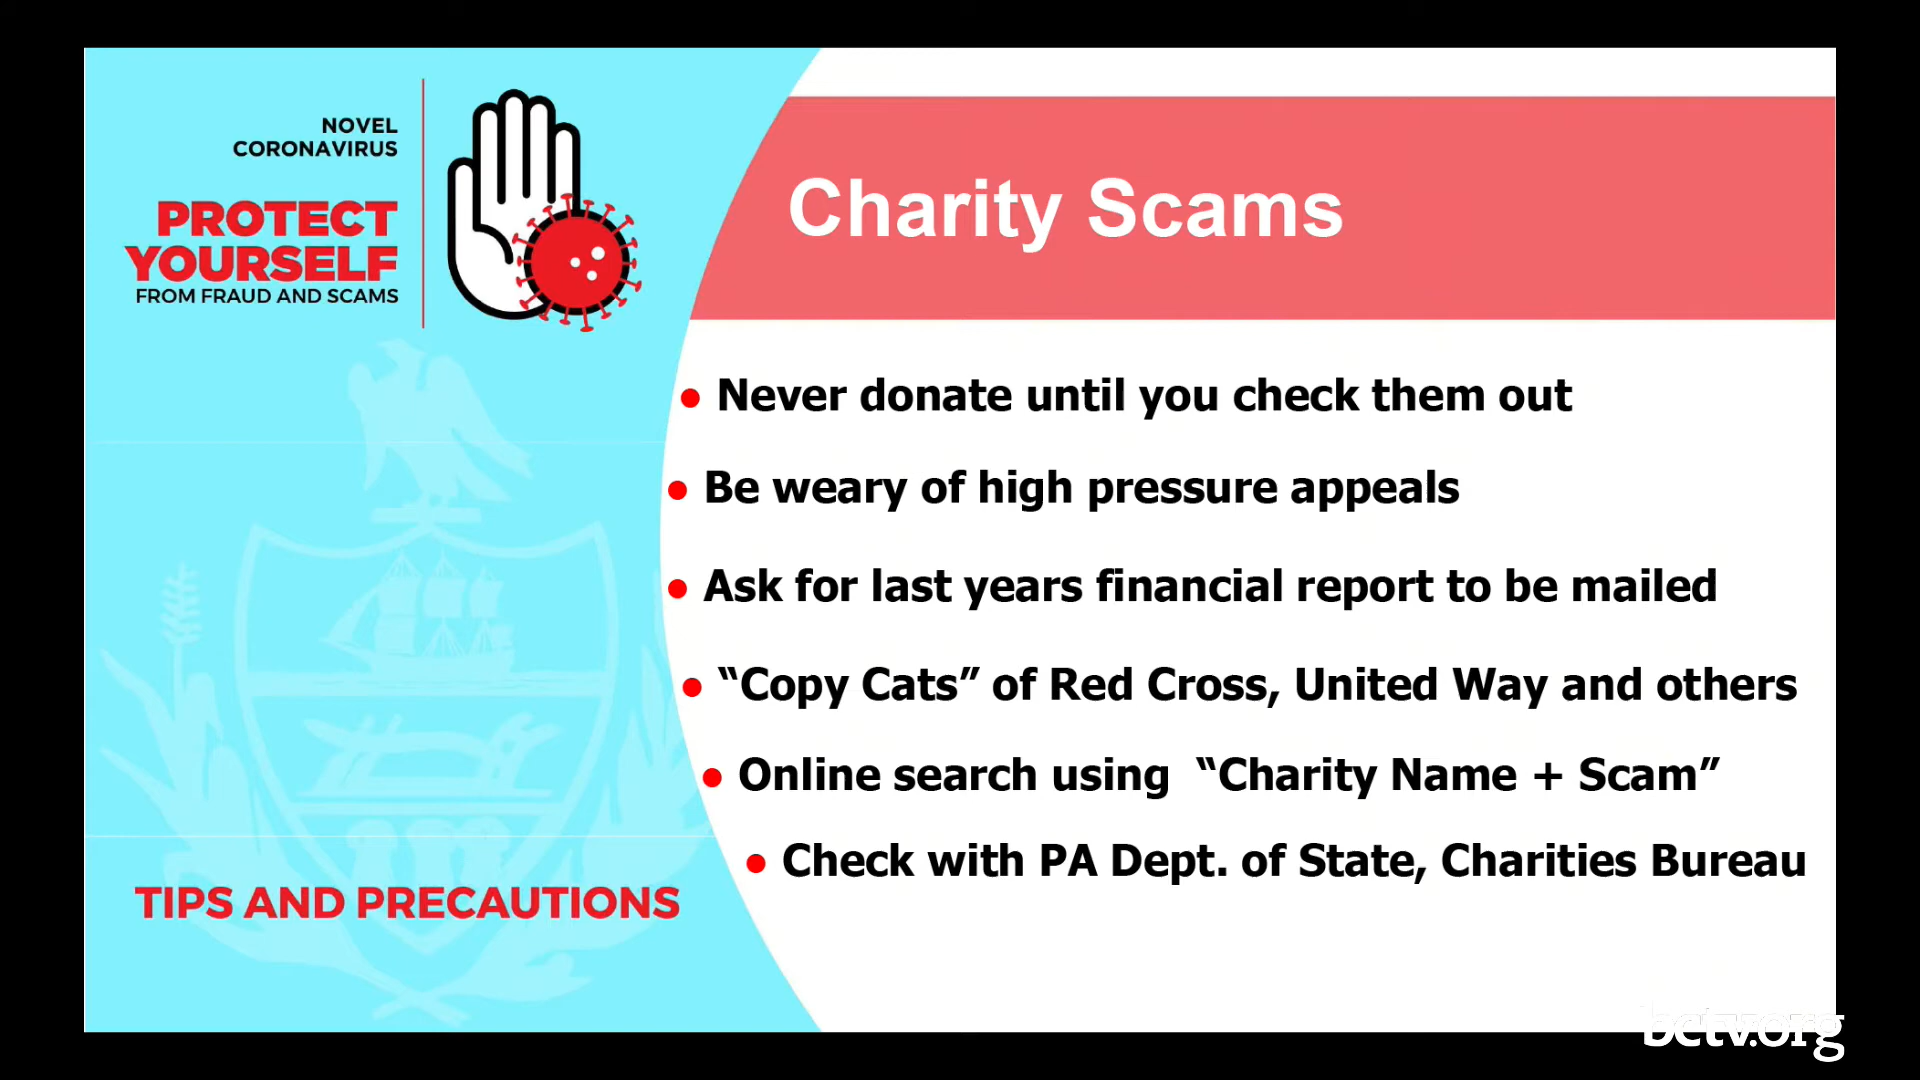 NOVEL
CORONAVIRUS
PROTECT
YOURSELF
FROM FRAUD AND SCAMS
Charity Scams
• Never donate until you check them out
• Be weary of high pressure appeals
• Ask for last years financial report to be mailed
• “Copy Cats” of Red Cross, United Way and others
• Online search using “Charity Name + Scam”
• Check with PA Dept. of State, Charities Bureau
TIPS AND PRECAUTIONS
bctv.org